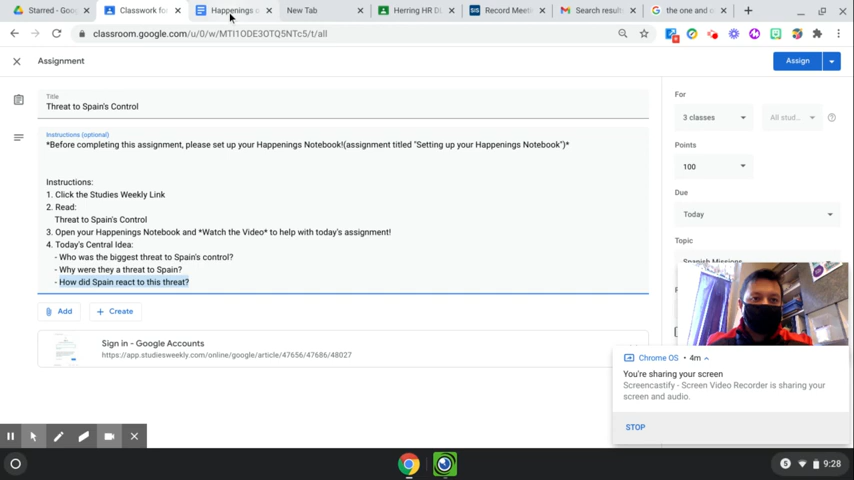 Starred - Goo
Classwork for
Happenings o
New Tab
Herring HR Di
Record Meeti
Search results
the one and o
classroom.google.com/u/0/w/MTI1ODE3OTQ5NTc5/t/all
Assignment
Assign
Title
Threat to Spain's Control
Instructions (optional)
*Before completing this assignment, please set up your Happenings Notebook!(assignment titled "Setting up your Happenings Notebook")*
Instructions:
1. Click the Studies Weekly Link
2. Read:
Threat to Spain's Control
3. Open your Happenings Notebook and *Watch the Video* to help with today's assignment!
4. Today's Central Idea:
- Who was the biggest threat to Spain's control?
- Why were they a threat to Spain?
- How did Spain react to this threat?
Add
Create
Sign in - Google Accounts
https://app.studiesweekly.com/online/google/article/47656/47686/48027
For
3 classes
All stud...
Points
100
Due
Today
Topic
Spanish Missions
Chrome OS • 4m
You're sharing your screen
Screencastify - Screen Video Recorder is sharing your
screen and audio.
STOP
9:28